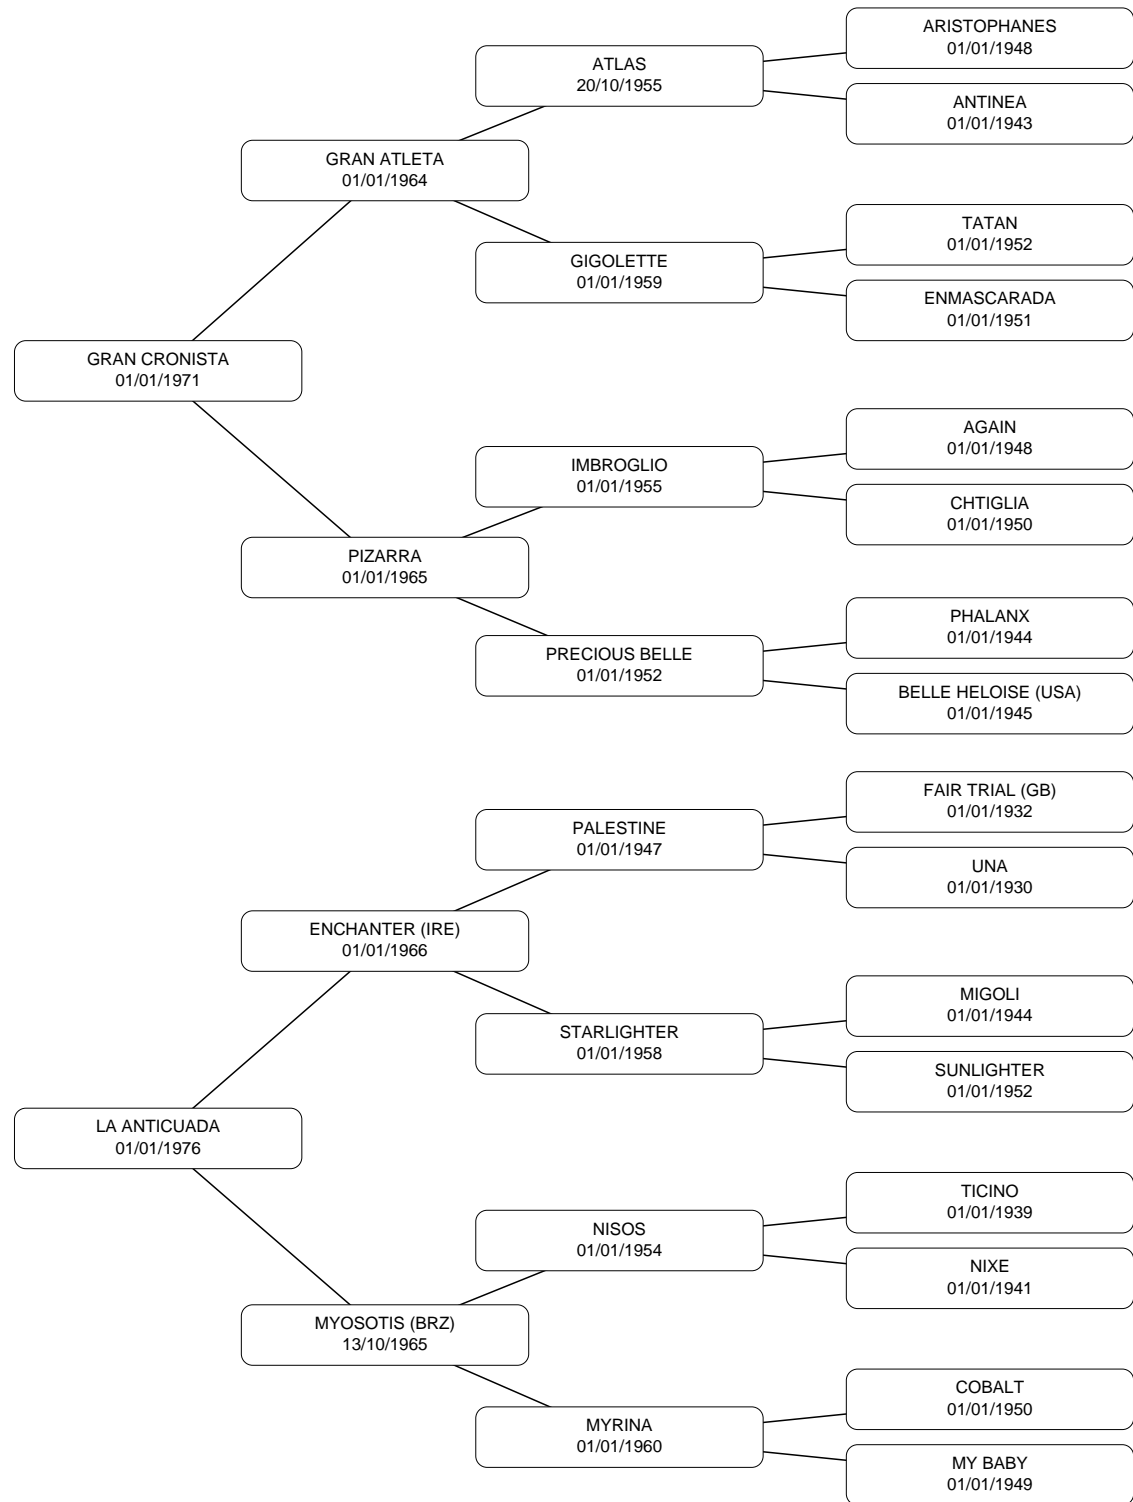 ARISTOPHANES
01/01/1948
ATLAS
20/10/1955
ANTINEA
01/01/1943
GRAN ATLETA
01/01/1964
TATAN
01/01/1952
GIGOLETTE
01/01/1959
ENMASCARADA
01/01/1951
GRAN CRONISTA
01/01/1971
AGAIN
01/01/1948
IMBROGLIO
01/01/1955
CHTIGLIA
01/01/1950
PIZARRA
01/01/1965
PHALANX
01/01/1944
PRECIOUS BELLE
01/01/1952
BELLE HELOISE (USA)
01/01/1945
FAIR TRIAL (GB)
01/01/1932
PALESTINE
01/01/1947
UNA
01/01/1930
ENCHANTER (IRE)
01/01/1966
MIGOLI
01/01/1944
STARLIGHTER
01/01/1958
SUNLIGHTER
01/01/1952
LA ANTICUADA
01/01/1976
TICINO
01/01/1939
NISOS
01/01/1954
NIXE
01/01/1941
MYOSOTIS (BRZ)
13/10/1965
COBALT
01/01/1950
MYRINA
01/01/1960
MY BABY
01/01/1949